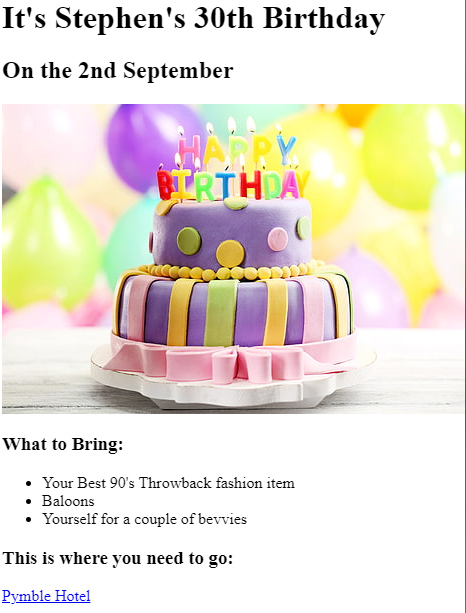 It's Stephen's 30th Birthday
On the 2nd September
HAPPY
BIRTHDAY
What to Bring:
Your Best 90's Throwback fashion item
Baloons
Yourself for a couple of bevvies
This is where you need to go:
Pymble Hotel